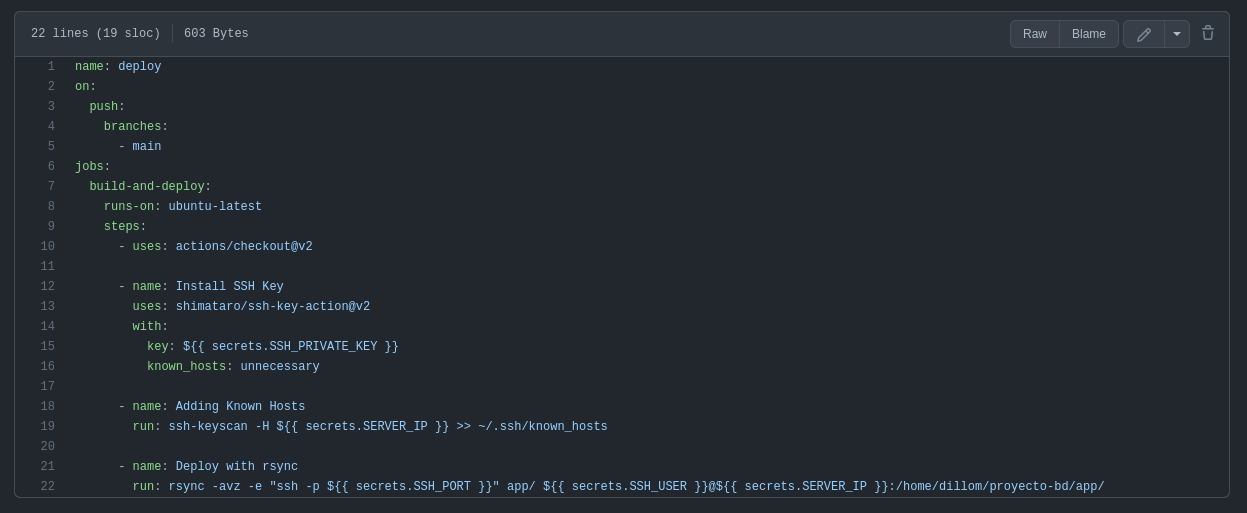 22 lines (19 sloc) 603 Bytes Raw Blame
1 name: deploy
2 on:
3   push:
4     branches:
5       - main
6 jobs:
7   build-and-deploy:
8     runs-on: ubuntu-latest
9     steps:
10       - uses: actions/checkout@v2
11
12       - name: Install SSH Key
13         uses: shimataro/ssh-key-action@v2
14         with:
15           key: ${{ secrets.SSH_PRIVATE_KEY }}
16           known_hosts: unnecessary
17
18       - name: Adding Known Hosts
19         run: ssh-keyscan -H ${{ secrets.SERVER_IP }} >> ~/.ssh/known_hosts
20
21       - name: Deploy with rsync
22         run: rsync -avz -e "ssh -p ${{ secrets.SSH_PORT }}" app/ ${{ secrets.SSH_USER }}@${{ secrets.SERVER_IP }}:/home/dillom/proyecto-bd/app/